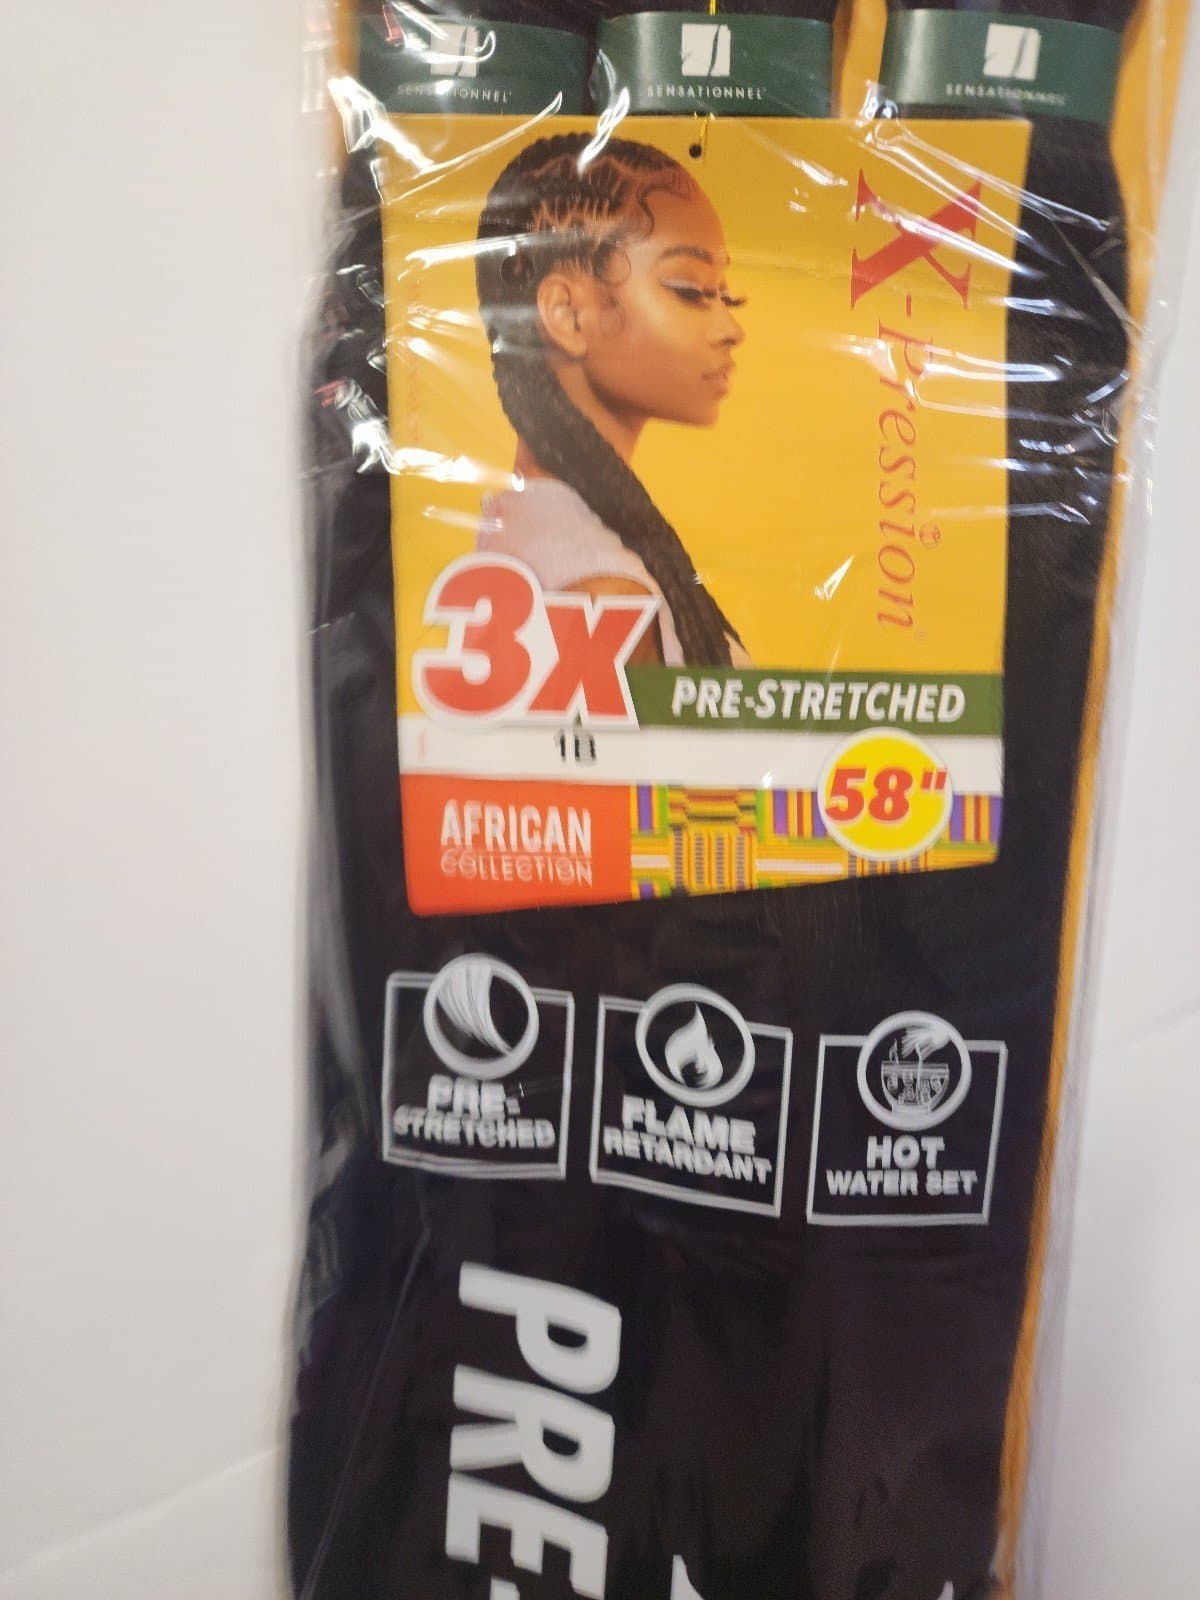 SENSATIONNEL
SENSATIONNEL
SENSATIONNEL
X-Pression®
3X
PRE-STRETCHED
1B
58"
AFRICAN
COLLECTION
PRE-
STRETCHED
FLAME
RETARDANT
HOT
WATER SET
PRE-